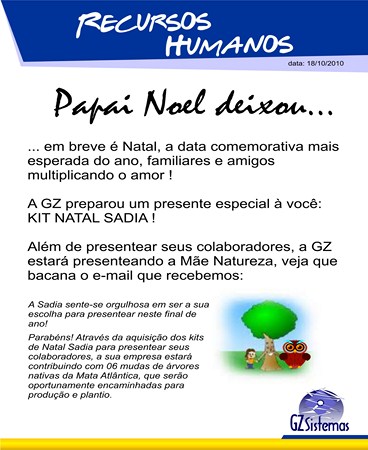 RECURSOS
HUMANOS
data: 18/10/2010
Papai Noel deixou...
... em breve é Natal, a data comemorativa mais
esperada do ano, familiares e amigos
multiplicando o amor !
A GZ preparou um presente especial à você:
KIT NATAL SADIA !
Além de presentear seus colaboradores, a GZ
estará presenteando a Mãe Natureza, veja que
bacana o e-mail que recebemos:
A Sadia sente-se orgulhosa em ser a sua
escolha para presentear neste final de
ano!
Parabéns! Através da aquisição dos kits
de Natal Sadia para presentear seus
colaboradores, a sua empresa estará
contribuindo com 06 mudas de árvores
nativas da Mata Atlântica, que serão
oportunamente encaminhadas para
produção e plantio.
GZ Sistemas